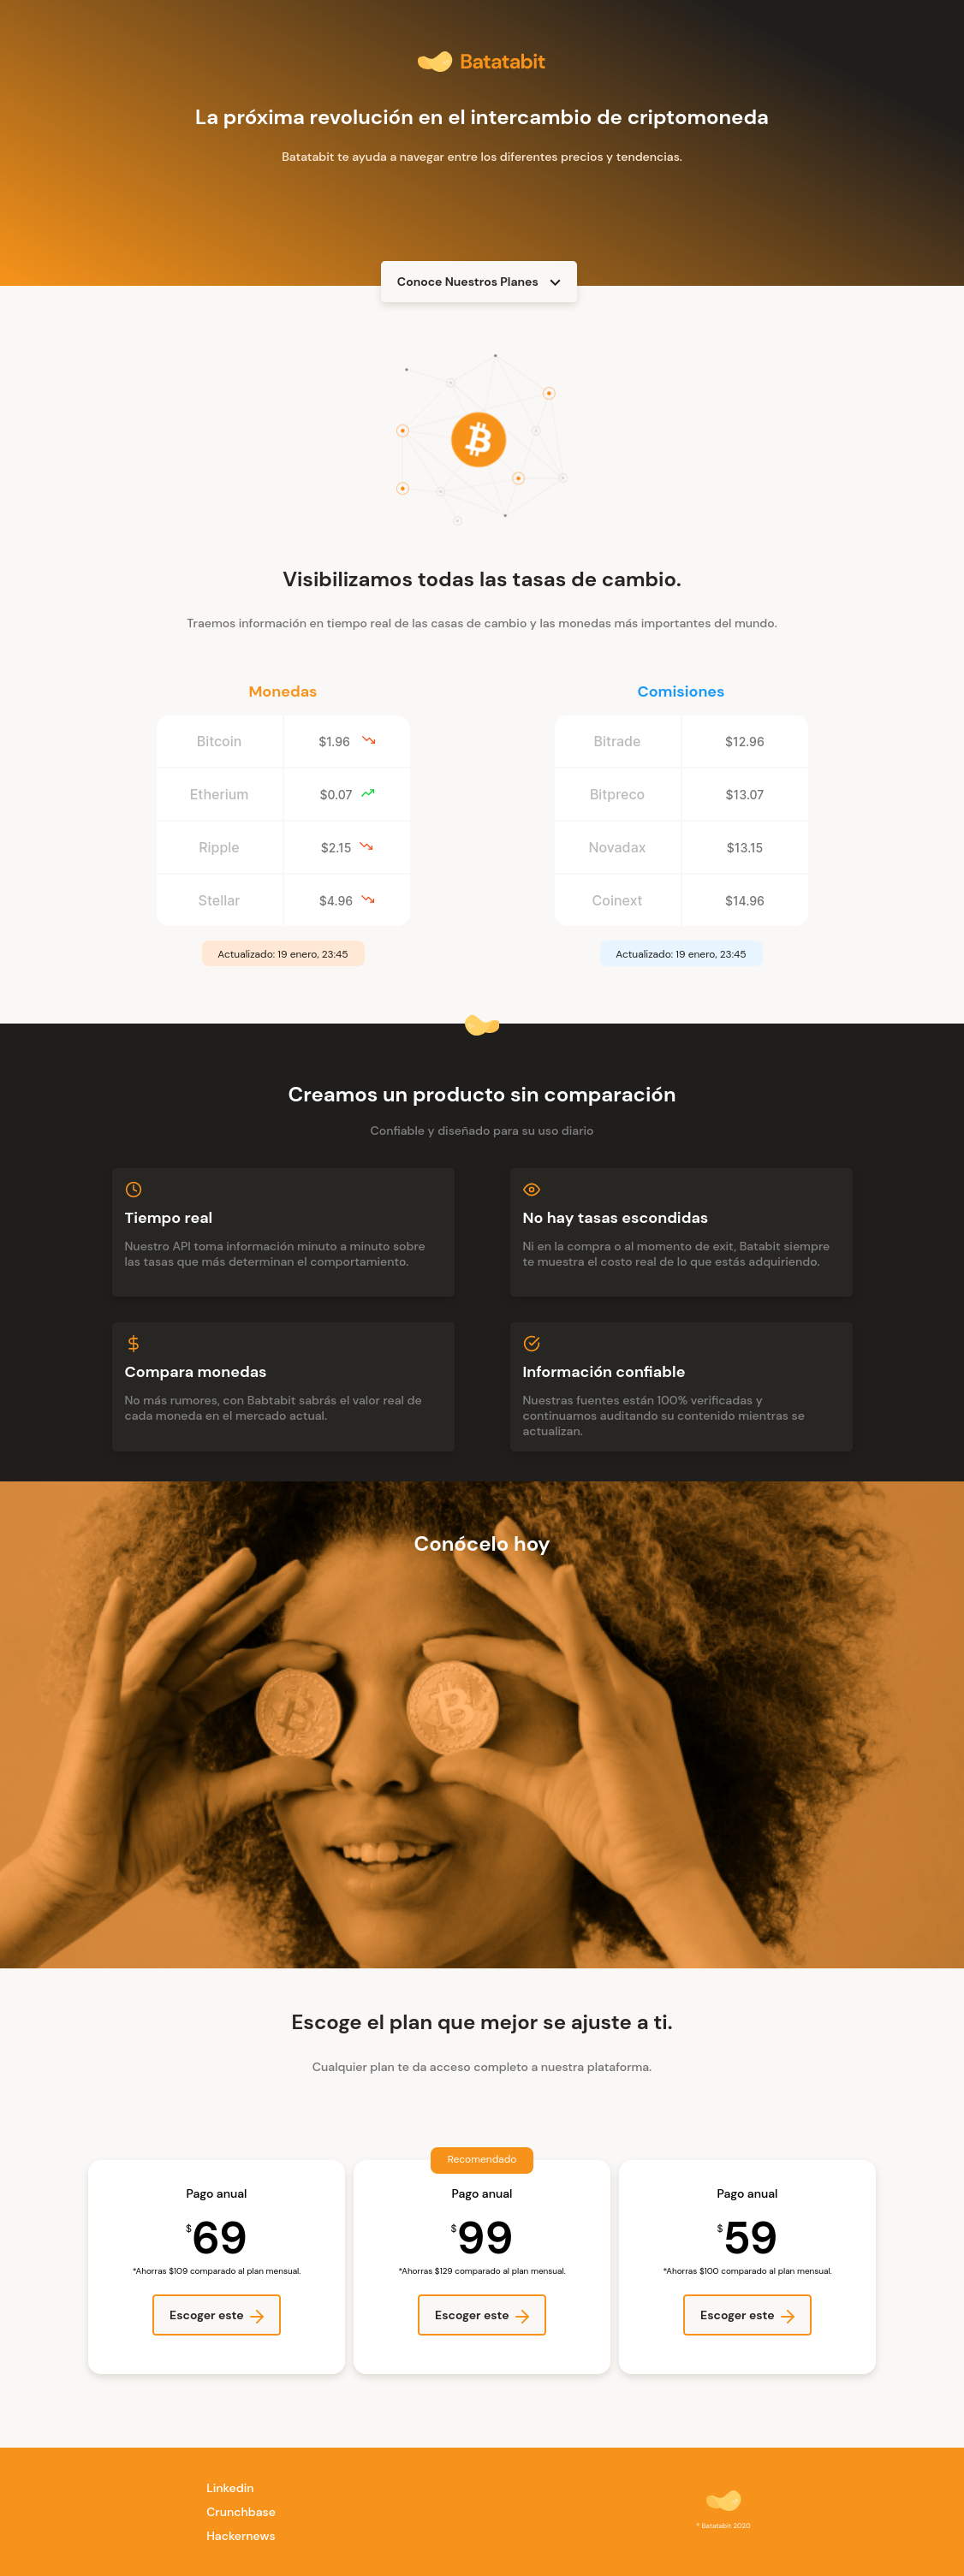 Batatabit
La próxima revolución en el intercambio de criptomoneda
Batatabit te ayuda a navegar entre los diferentes precios y tendencias.
Conoce Nuestros Planes
Visibilizamos todas las tasas de cambio.
Traemos información en tiempo real de las casas de cambio y las monedas más importantes del mundo.
Monedas
Bitcoin $1.96
Etherium $0.07
Ripple $2.15
Stellar $4.96
Actualizado: 19 enero, 23:45
Comisiones
Bitrade $12.96
Bitpreco $13.07
Novadax $13.15
Coinext $14.96
Actualizado: 19 enero, 23:45
Creamos un producto sin comparación
Confiable y diseñado para su uso diario
Tiempo real
Nuestro API toma información minuto a minuto sobre
las tasas que más determinan el comportamiento.
No hay tasas escondidas
Ni en la compra o al momento de exit, Batabit siempre
te muestra el costo real de lo que estás adquiriendo.
Compara monedas
No más rumores, con Babtabit sabrás el valor real de
cada moneda en el mercado actual.
Información confiable
Nuestras fuentes están 100% verificadas y
continuamos auditando su contenido mientras se
actualizan.
Conócelo hoy
Escoge el plan que mejor se ajuste a ti.
Cualquier plan te da acceso completo a nuestra plataforma.
Pago anual
$69
*Ahorras $109 comparado al plan mensual.
Escoger este
Recomendado
Pago anual
$99
*Ahorras $129 comparado al plan mensual.
Escoger este
Pago anual
$59
*Ahorras $100 comparado al plan mensual.
Escoger este
Linkedin
Crunchbase
Hackernews
© Batatabit 2020